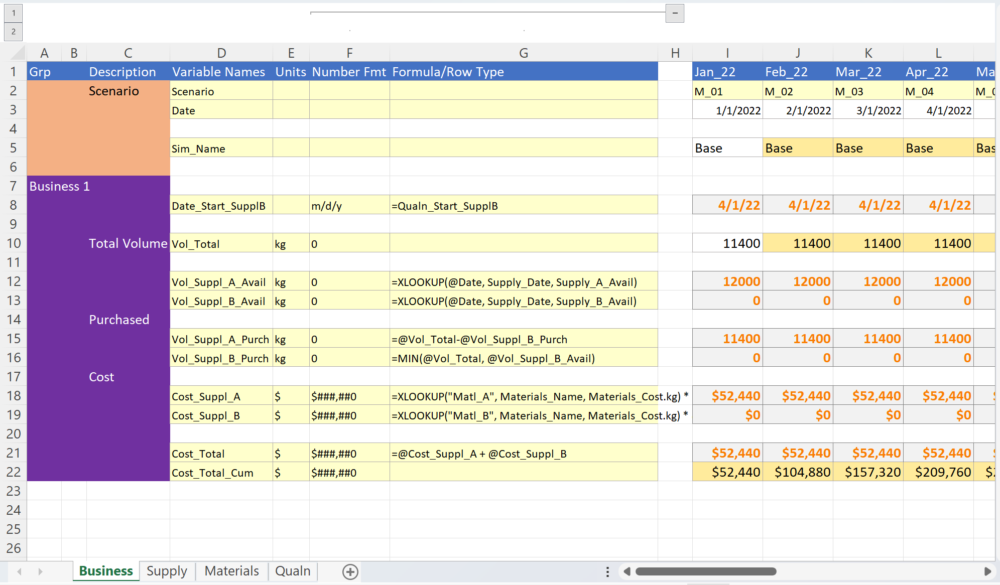 1
2
−
A B C D E F G H I J K L
1 Grp Description Variable Names Units Number Fmt Formula/Row Type Jan_22 Feb_22 Mar_22 Apr_22 Ma
2 Scenario Scenario M_01 M_02 M_03 M_04 M_0
3 Date 1/1/2022 2/1/2022 3/1/2022 4/1/2022
4
5 Sim_Name Base Base Base Base Bas
6
7 Business 1
8 Date_Start_SupplB m/d/y =Qualn_Start_SupplB 4/1/22 4/1/22 4/1/22 4/1/22
9
10 Total Volume Vol_Total kg 0 11400 11400 11400 11400
11
12 Vol_Suppl_A_Avail kg 0 =XLOOKUP(@Date, Supply_Date, Supply_A_Avail) 12000 12000 12000 12000
13 Vol_Suppl_B_Avail kg 0 =XLOOKUP(@Date, Supply_Date, Supply_B_Avail) 0 0 0 0
14 Purchased
15 Vol_Suppl_A_Purch kg 0 =@Vol_Total-@Vol_Suppl_B_Purch 11400 11400 11400 11400
16 Vol_Suppl_B_Purch kg 0 =MIN(@Vol_Total, @Vol_Suppl_B_Avail) 0 0 0 0
17 Cost
18 Cost_Suppl_A $ $###,##0 =XLOOKUP("Matl_A", Materials_Name, Materials_Cost.kg) * $52,440 $52,440 $52,440 $52,440
19 Cost_Suppl_B $ $###,##0 =XLOOKUP("Matl_B", Materials_Name, Materials_Cost.kg) * $0 $0 $0 $0
20
21 Cost_Total $ $###,##0 =@Cost_Suppl_A + @Cost_Suppl_B $52,440 $52,440 $52,440 $52,440
22 Cost_Total_Cum $ $###,##0 $52,440 $104,880 $157,320 $209,760
23
24
25
26
Business Supply Materials Qualn